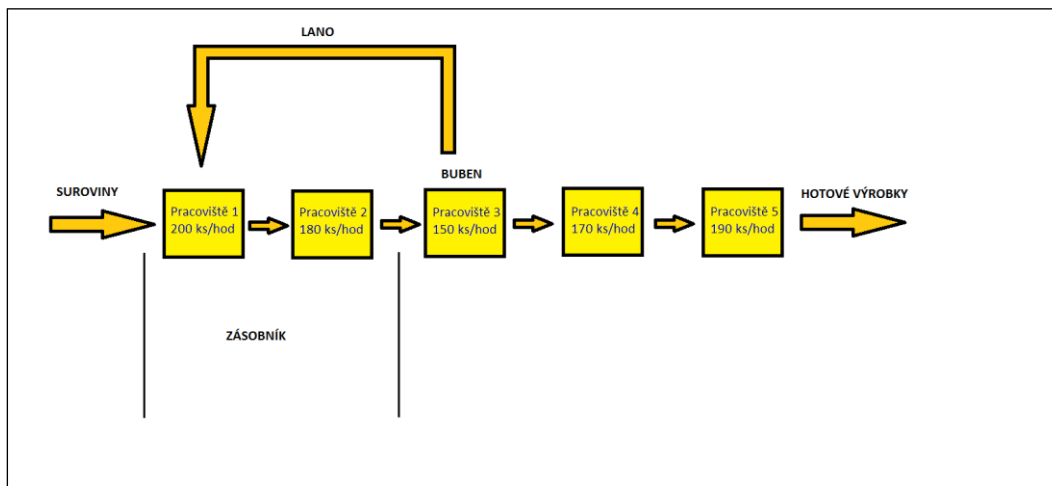 LANO
BUBEN
SUROVINY
HOTOVÉ VÝROBKY
Pracoviště 1
200 ks/hod
Pracoviště 2
180 ks/hod
Pracoviště 3
150 ks/hod
Pracoviště 4
170 ks/hod
Pracoviště 5
190 ks/hod
ZÁSOBNÍK